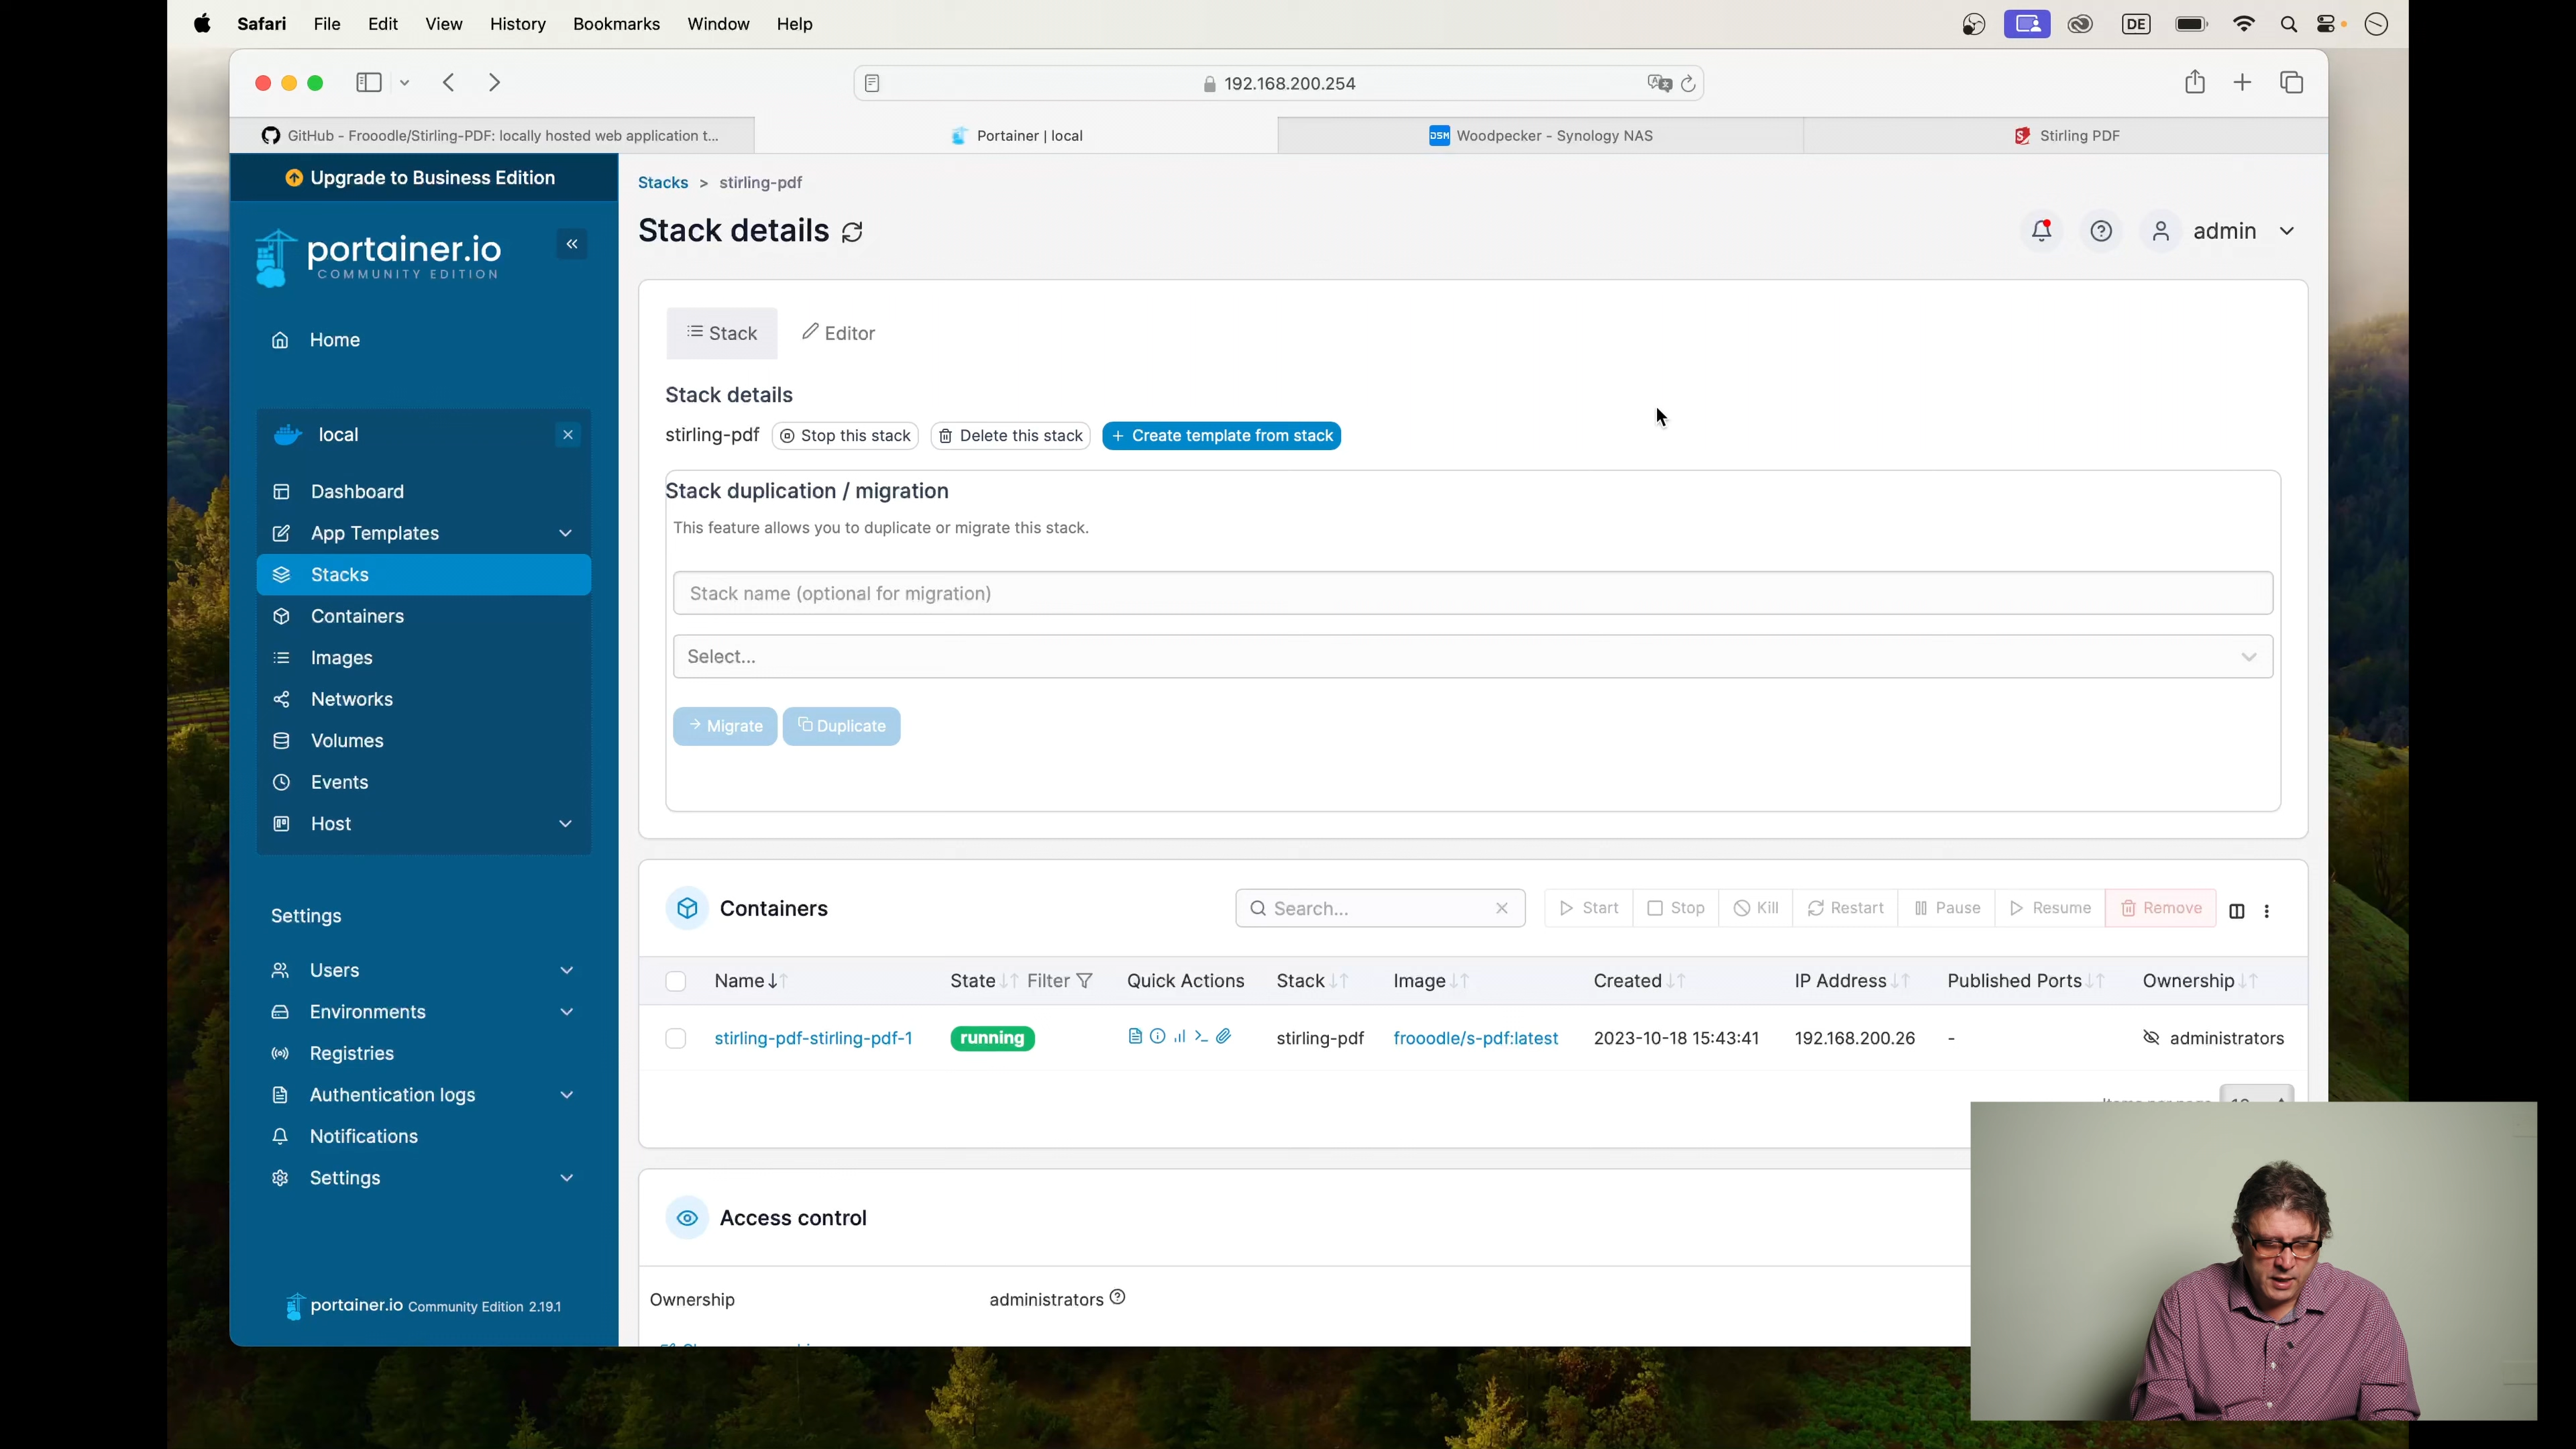 Safari File Edit View History Bookmarks Window Help
DE
192.168.200.254
GitHub - Frooodle/Stirling-PDF: locally hosted web application t...
Portainer | local
DSM Woodpecker - Synology NAS
Stirling PDF
Upgrade to Business Edition
portainer.io
COMMUNITY EDITION
Home
local
Dashboard
App Templates
Stacks
Containers
Images
Networks
Volumes
Events
Host
Settings
Users
Environments
Registries
Authentication logs
Notifications
Settings
portainer.io Community Edition 2.19.1
Stacks > stirling-pdf
Stack details
admin
Stack Editor
Stack details
stirling-pdf Stop this stack Delete this stack + Create template from stack
Stack duplication / migration
This feature allows you to duplicate or migrate this stack.
Stack name (optional for migration)
Select...
Migrate Duplicate
Containers Search... Start Stop Kill Restart Pause Resume Remove
Name State Filter Quick Actions Stack Image Created IP Address Published Ports Ownership
stirling-pdf-stirling-pdf-1 running stirling-pdf frooodle/s-pdf:latest 2023-10-18 15:43:41 192.168.200.26 - administrators
Access control
Ownership administrators